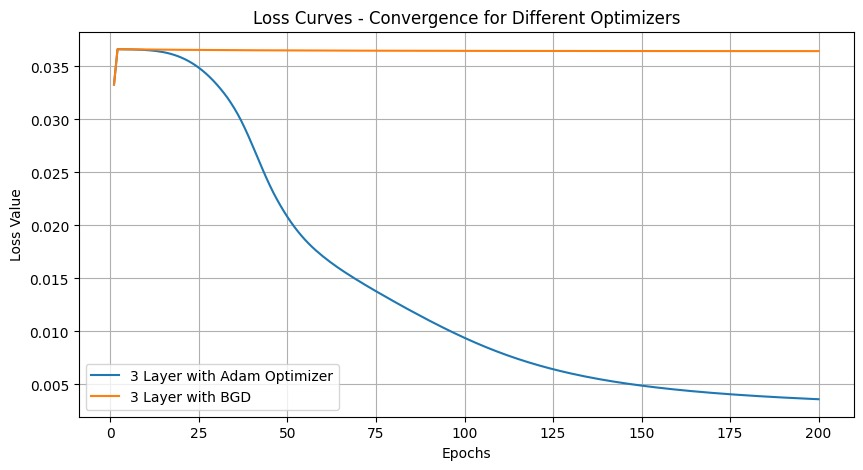 Loss Curves - Convergence for Different Optimizers
Loss Value
0.035
0.030
0.025
0.020
0.015
0.010
0.005
3 Layer with Adam Optimizer
3 Layer with BGD
0 25 50 75 100 125 150 175 200
Epochs